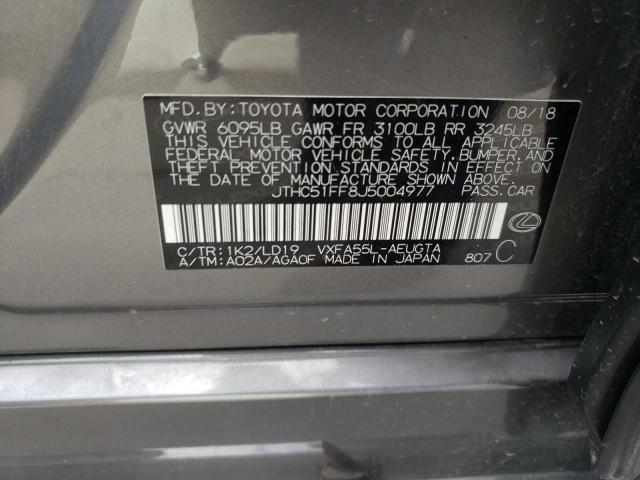 MFD. BY: TOYOTA MOTOR CORPORATION 08/18
GVWR 6095LB GAWR FR 3100LB RR 3245LB
THIS VEHICLE CONFORMS TO ALL APPLICABLE
FEDERAL MOTOR VEHICLE SAFETY, BUMPER, AND
THEFT PREVENTION STANDARDS IN EFFECT ON
THE DATE OF MANUFACTURE SHOWN ABOVE.
JTHC51FF8J5004977 PASS. CAR
C/TR: 1K2/LD19 VXFA55L-AEUGTA
A/TM: A02A/AGA0F MADE IN JAPAN 807 C